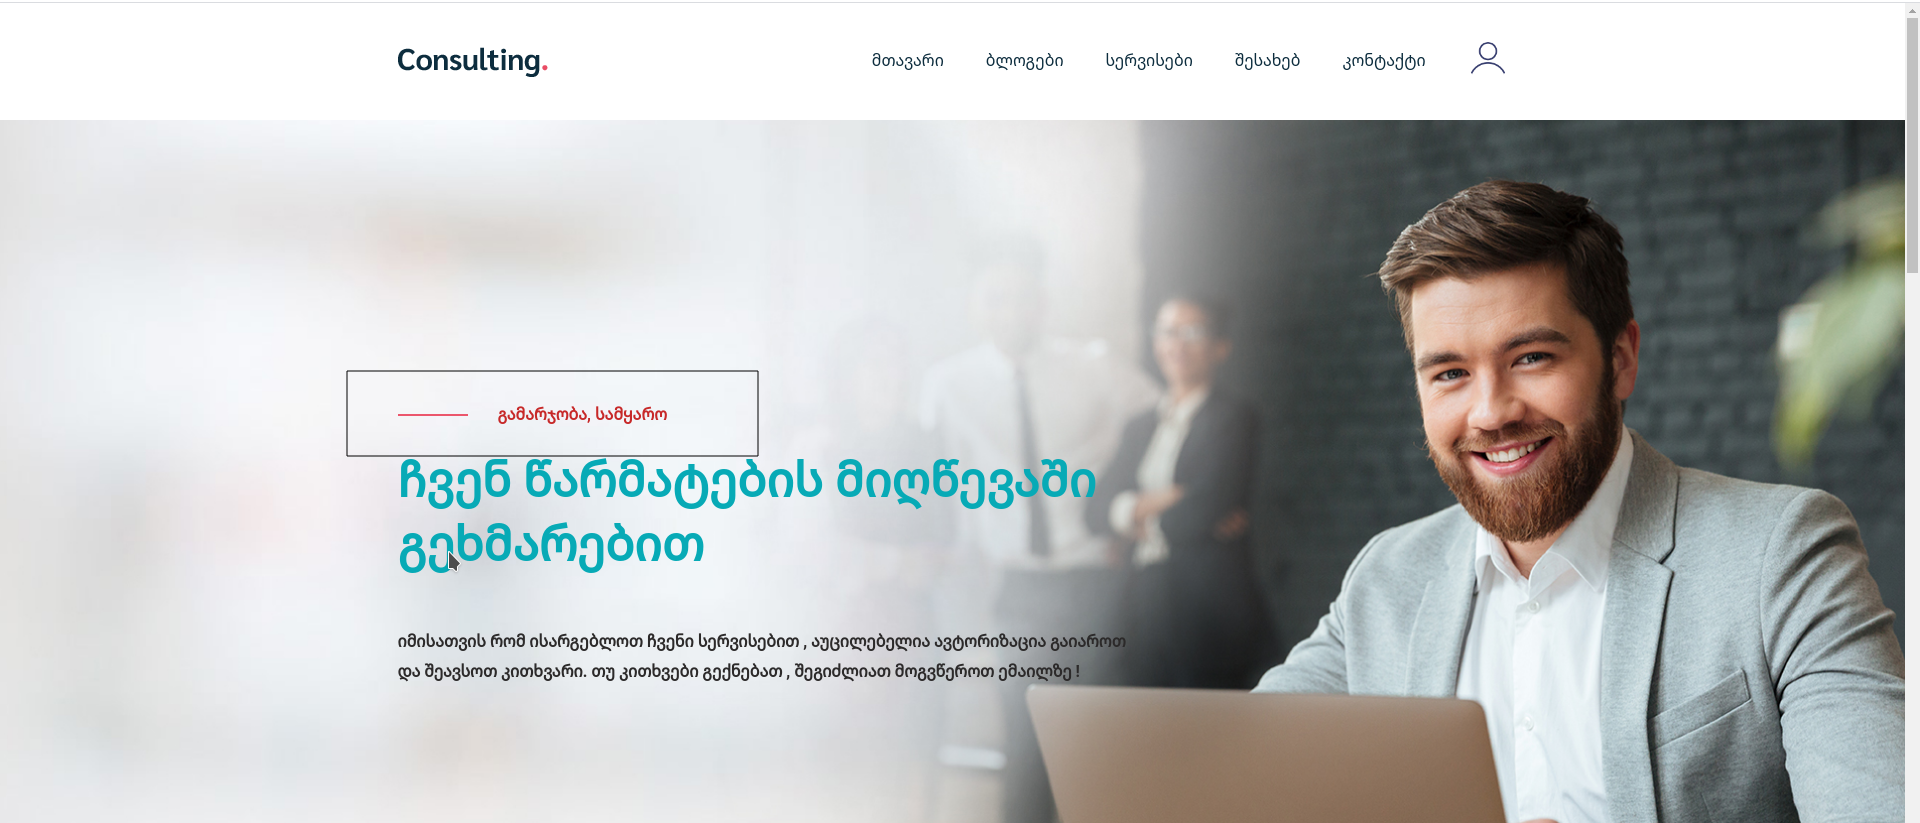 Consulting.
მთავარი ბლოგები სერვისები შესახებ კონტაქტი
გამარჯობა, სამყარო
ჩვენ წარმატების მიღწევაში
გეხმარებით
იმისათვის რომ ისარგებლოთ ჩვენი სერვისებით , აუცილებელია ავტორიზაცია გაიაროთ
და შეავსოთ კითხვარი. თუ კითხვები გექნებათ , შეგიძლიათ მოგვწეროთ ემაილზე !